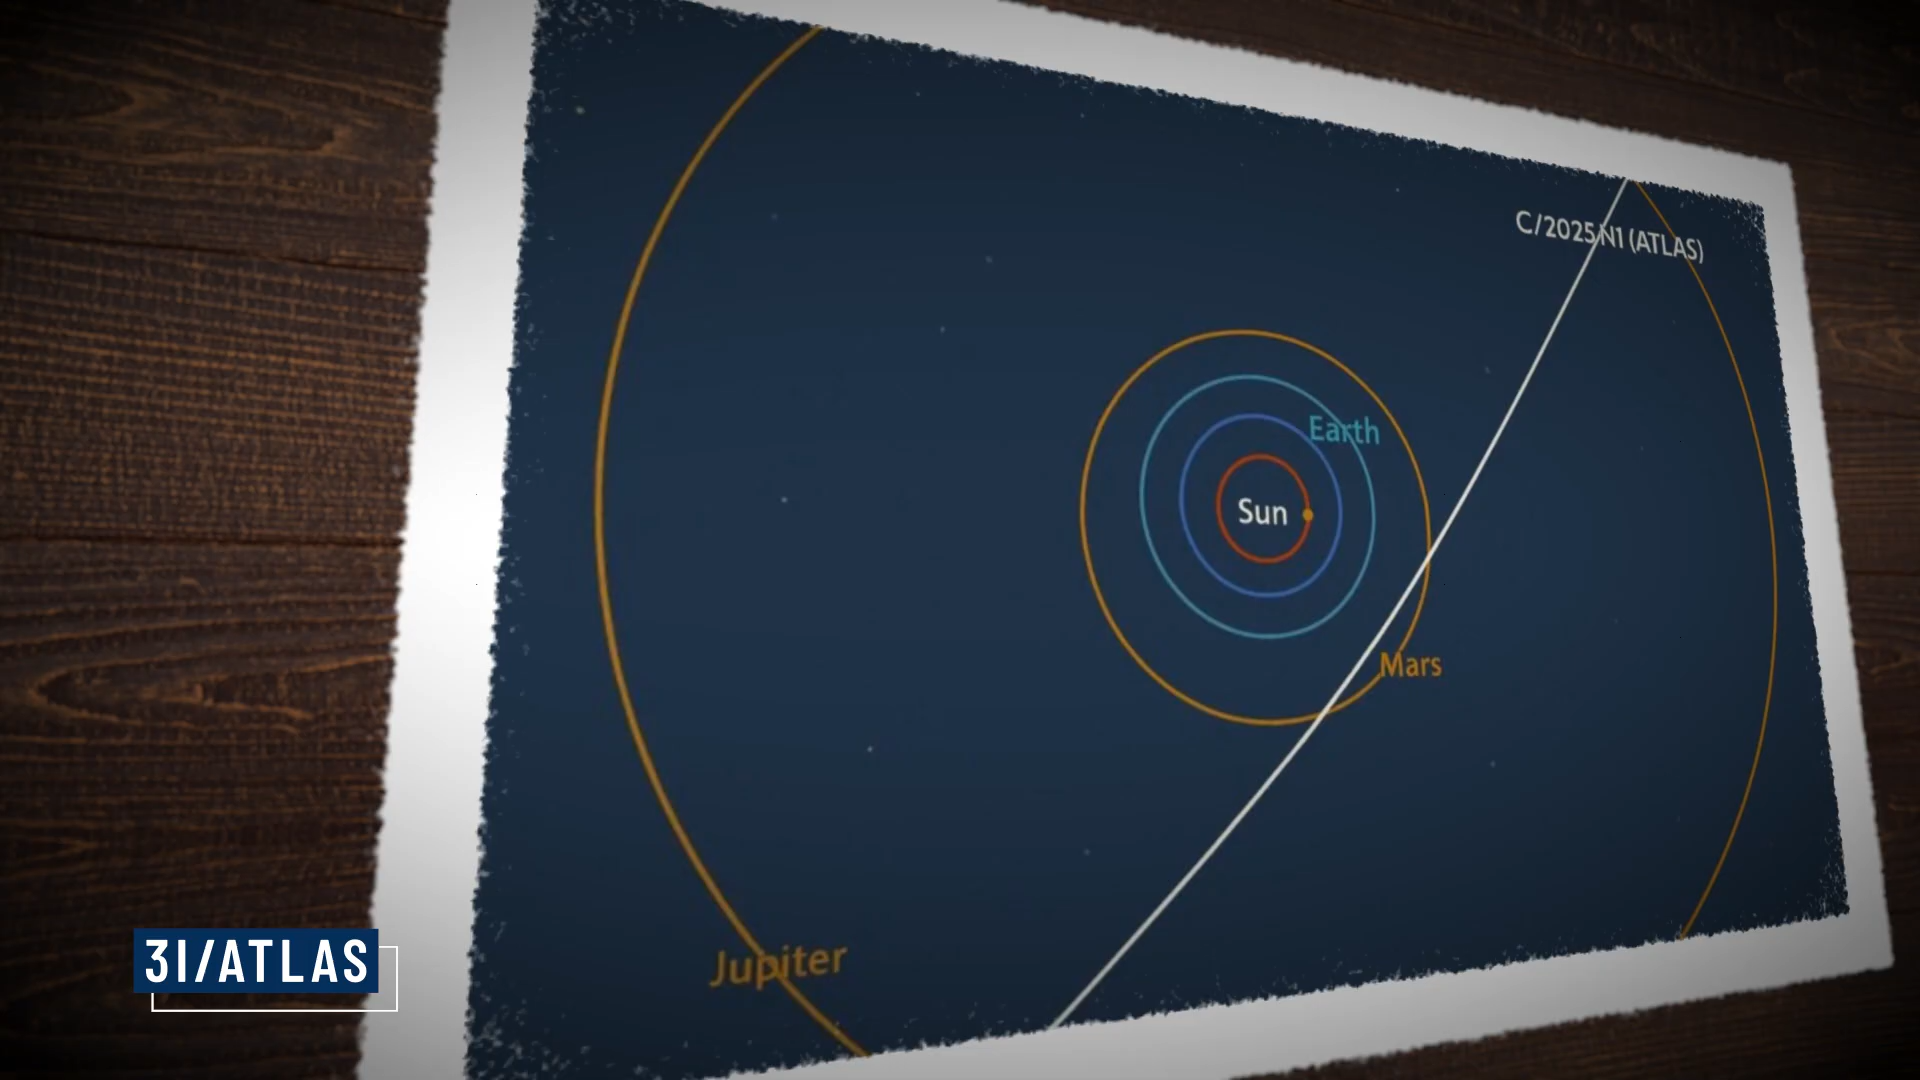 C/2025 N1 (ATLAS)
Earth
Sun
Mars
Jupiter
3I/ATLAS